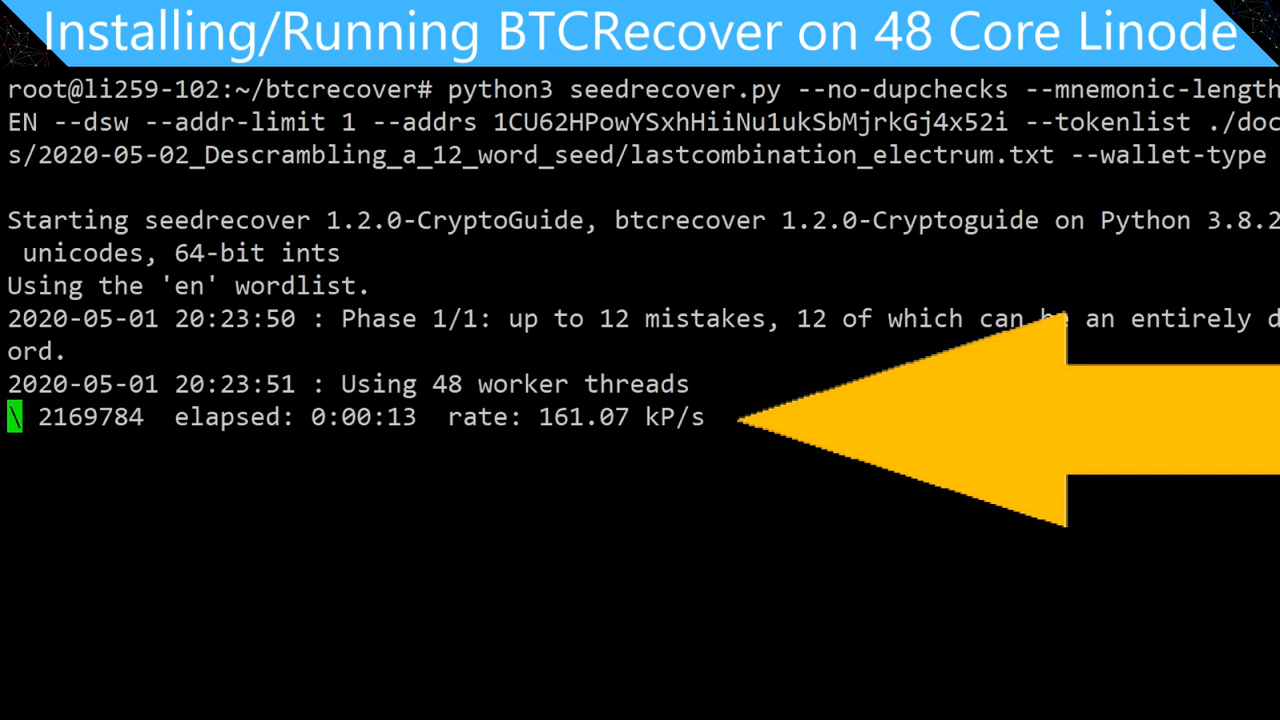 Installing/Running BTCRecover on 48 Core Linode
root@li259-102:~/btcrecover# python3 seedrecover.py --no-dupchecks --mnemonic-length
EN --dsw --addr-limit 1 --addrs 1CU62HPowYSxhHiiNu1ukSbMjrkGj4x52i --tokenlist ./doc
s/2020-05-02_Descrambling_a_12_word_seed/lastcombination_electrum.txt --wallet-type
Starting seedrecover 1.2.0-CryptoGuide, btcrecover 1.2.0-Cryptoguide on Python 3.8.2
unicodes, 64-bit ints
Using the 'en' wordlist.
2020-05-01 20:23:50 : Phase 1/1: up to 12 mistakes, 12 of which can be an entirely d
ord.
2020-05-01 20:23:51 : Using 48 worker threads
\ 2169784 elapsed: 0:00:13 rate: 161.07 kP/s